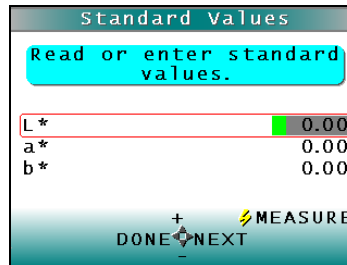 Standard Values
Read or enter standard
values.
L* 0.00
a* 0.00
b* 0.00
+ MEASURE
DONE NEXT
-